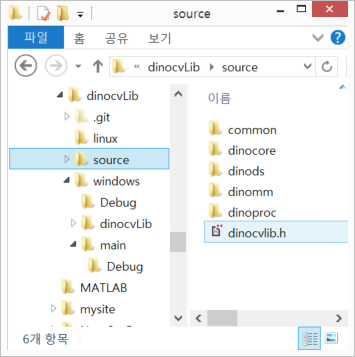 source
파일
홈
공유
보기
« dinocvLib ▸ source
dinocvLib
.git
linux
source
windows
Debug
dinocvLib
main
Debug
MATLAB
mysite
이름
common
dinocore
dinods
dinomm
dinoproc
dinocvlib.h
6개 항목